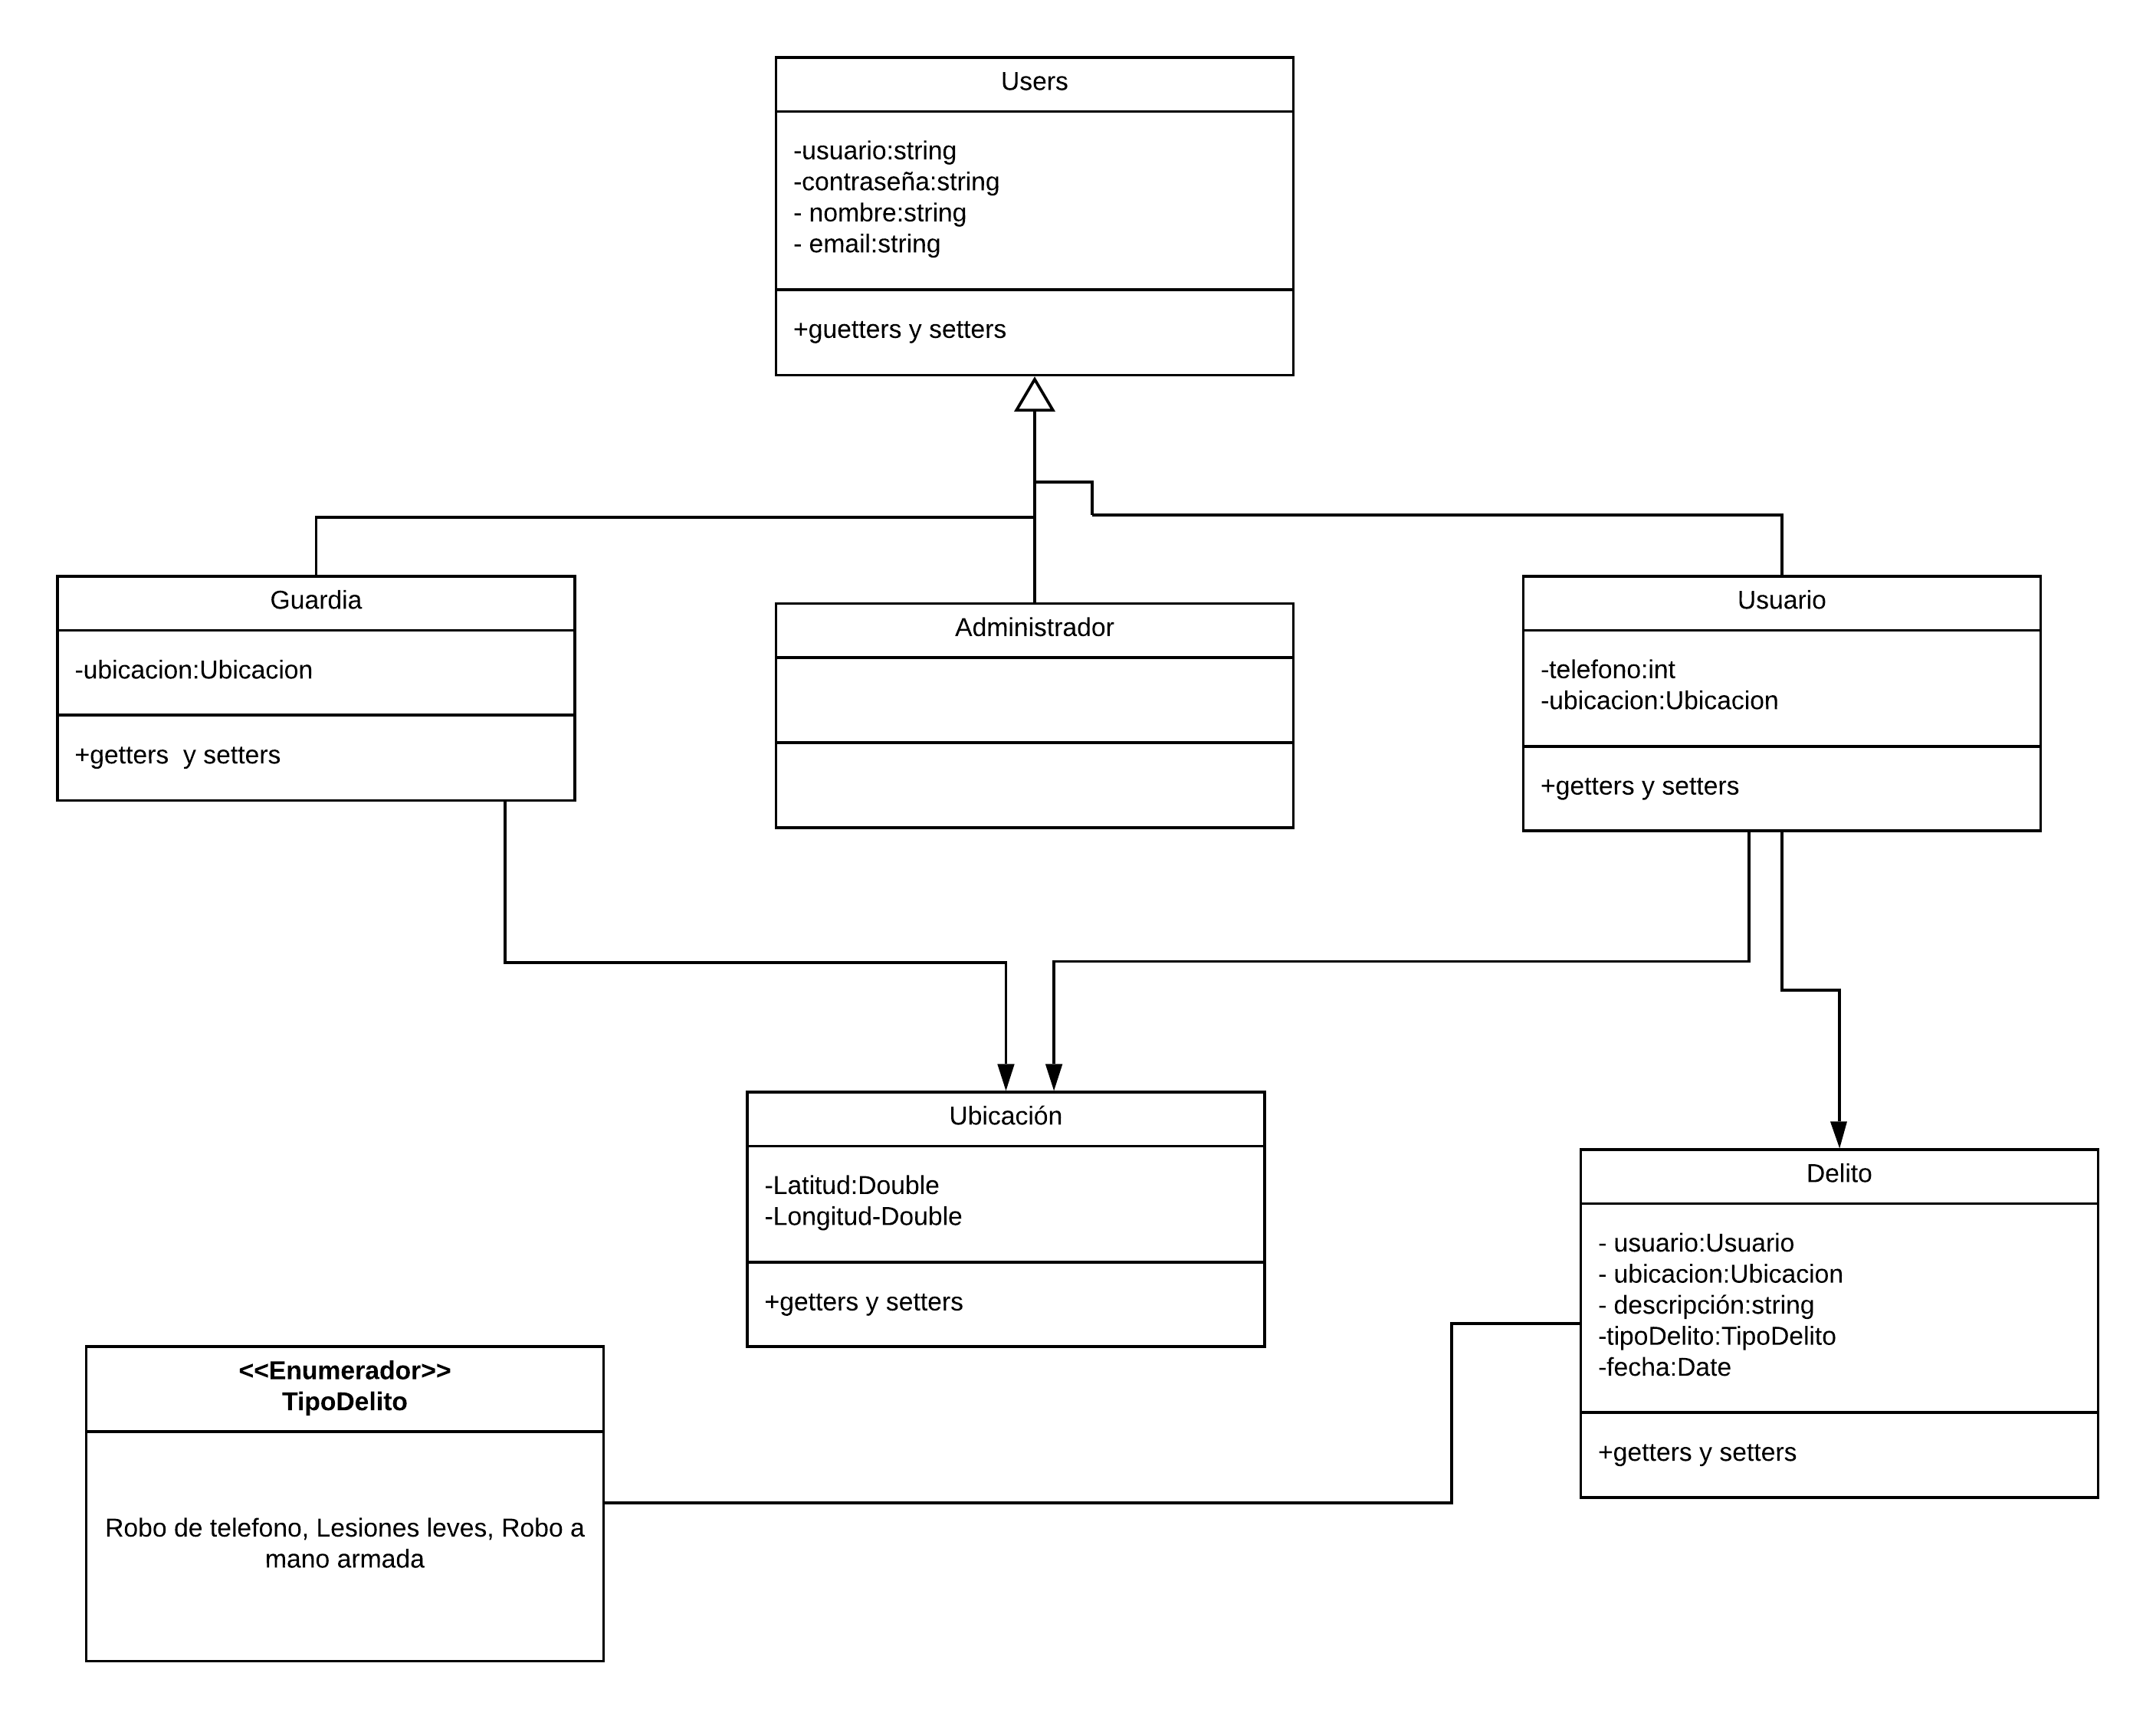 Users
-usuario:string
-contraseña:string
- nombre:string
- email:string
+guetters y setters
Guardia
-ubicacion:Ubicacion
+getters  y setters
Administrador
Usuario
-telefono:int
-ubicacion:Ubicacion
+getters y setters
Ubicación
-Latitud:Double
-Longitud-Double
+getters y setters
Delito
- usuario:Usuario
- ubicacion:Ubicacion
- descripción:string
-tipoDelito:TipoDelito
-fecha:Date
+getters y setters
<<Enumerador>>
TipoDelito
Robo de telefono, Lesiones leves, Robo a
mano armada